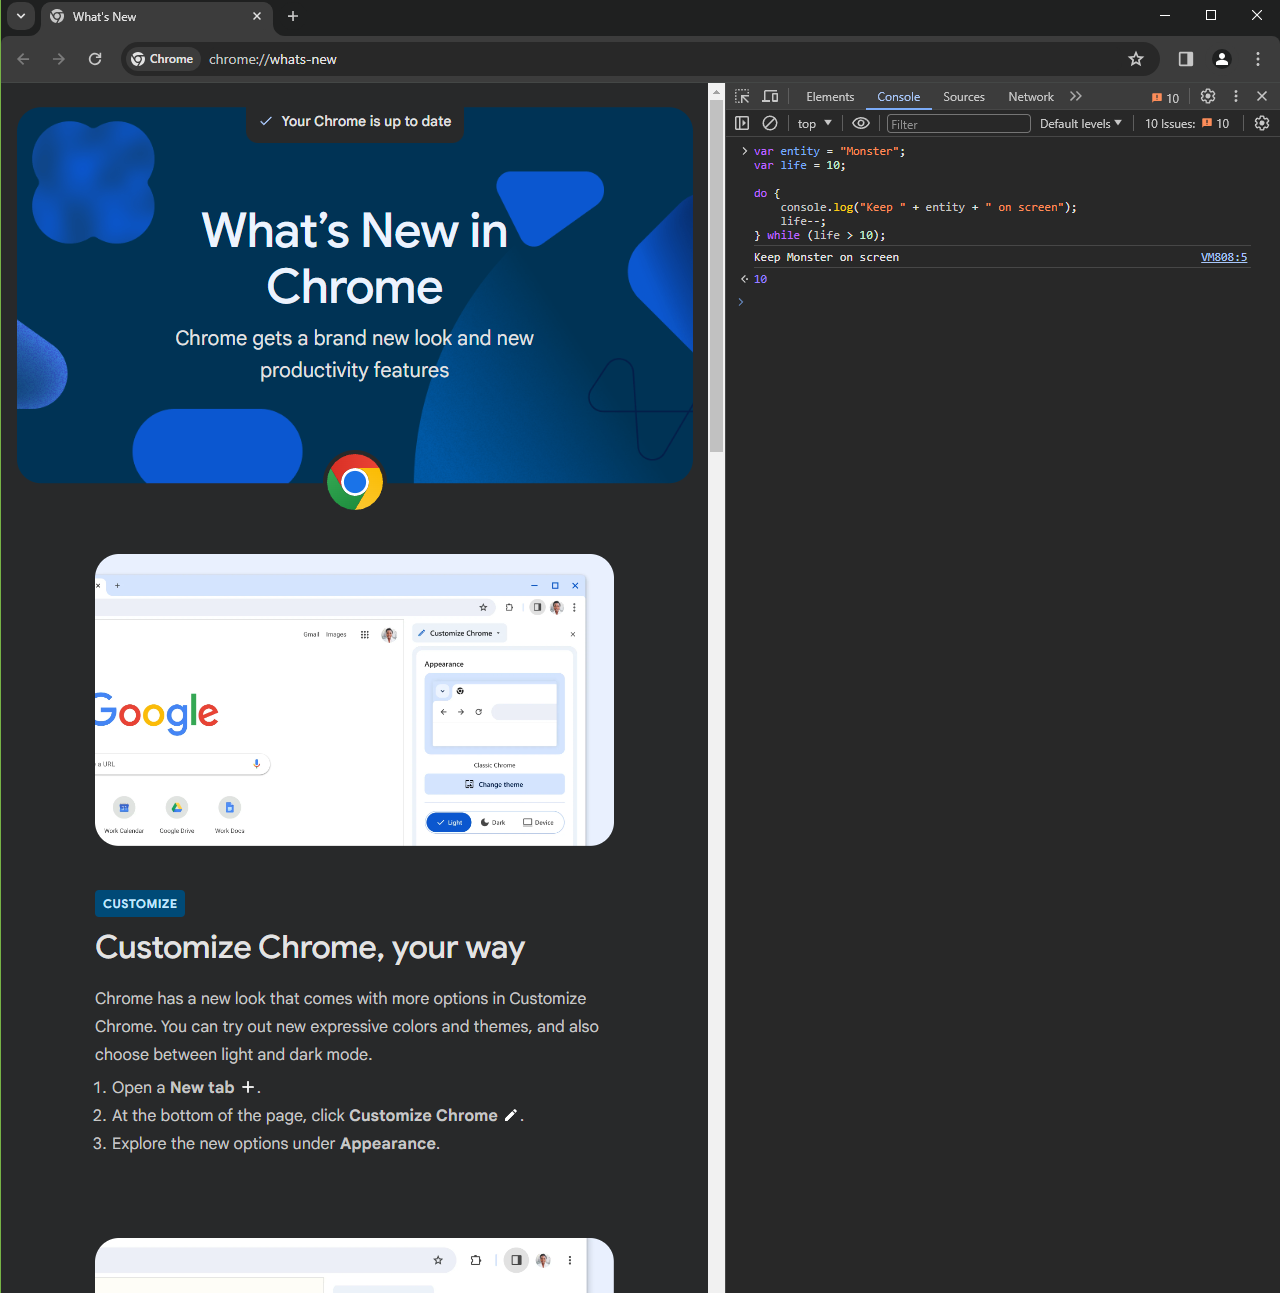 What's New
Chrome
chrome://whats-new
Your Chrome is up to date
What's New in
Chrome
Chrome gets a brand new look and new
productivity features
Gmail Images
Customize Chrome
Appearance
Google
a URL
Classic Chrome
Change theme
Work Calendar Google Drive Work Docs
Light Dark Device
CUSTOMIZE
Customize Chrome, your way
Chrome has a new look that comes with more options in Customize
Chrome. You can try out new expressive colors and themes, and also
choose between light and dark mode.
1. Open a New tab +.
2. At the bottom of the page, click Customize Chrome .
3. Explore the new options under Appearance.
Elements Console Sources Network 10
top Filter Default levels 10 Issues: 10
var entity = "Monster";
var life = 10;
do {
console.log("Keep " + entity + " on screen");
life--;
} while (life > 10);
Keep Monster on screen VM808:5
10